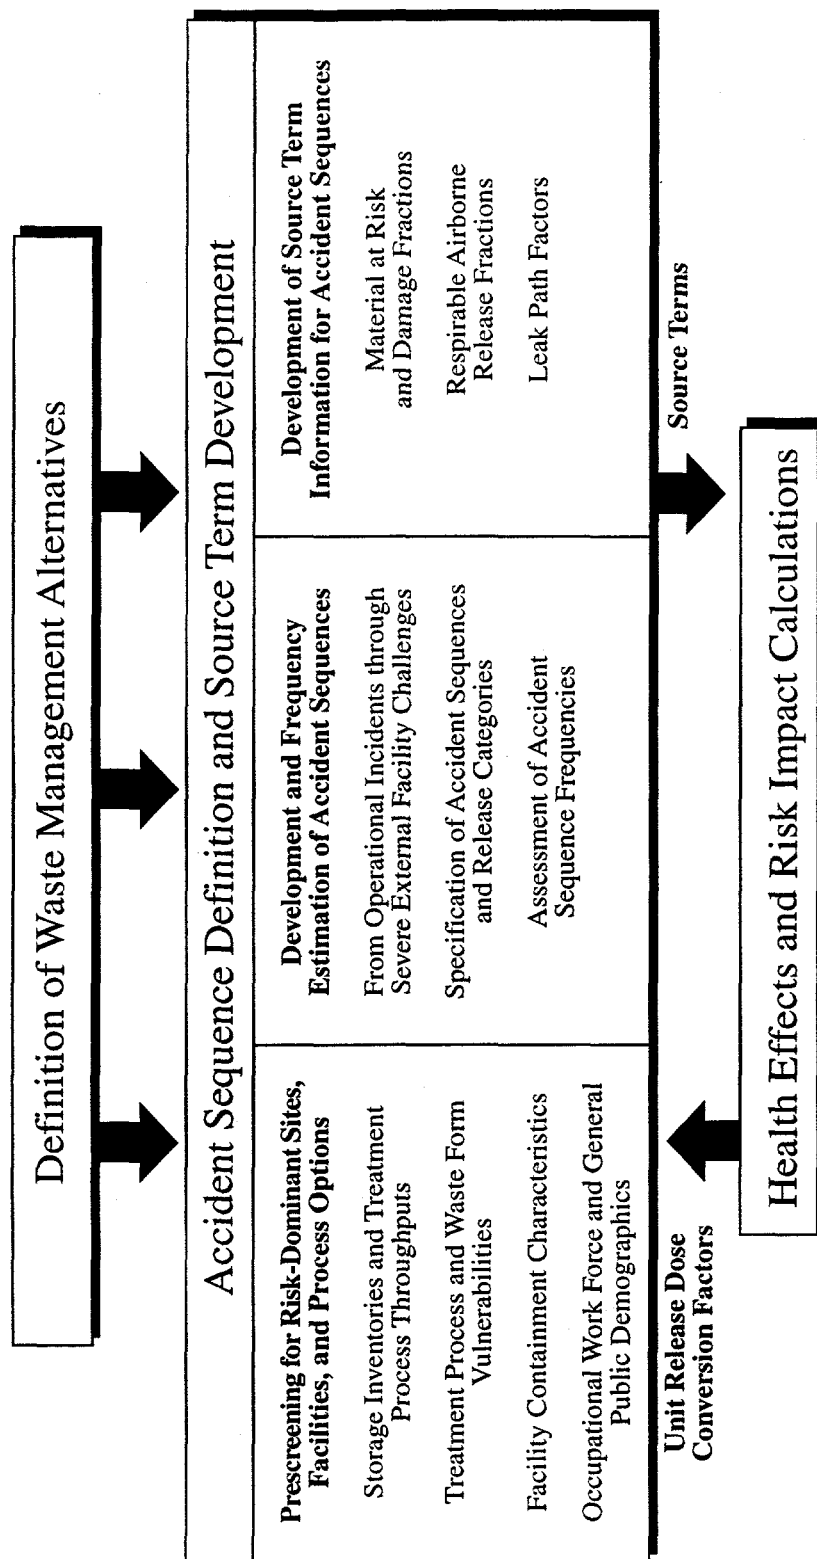 Definition of Waste Management Alternatives
Accident Sequence Definition and Source Term Development
Prescreening for Risk-Dominant Sites,
Facilities, and Process Options
Storage Inventories and Treatment
Process Throughputs
Treatment Process and Waste Form
Vulnerabilities
Facility Containment Characteristics
Occupational Work Force and General
Public Demographics
Development and Frequency
Estimation of Accident Sequences
From Operational Incidents through
Severe External Facility Challenges
Specification of Accident Sequences
and Release Categories
Assessment of Accident
Sequence Frequencies
Development of Source Term
Information for Accident Sequences
Material at Risk
and Damage Fractions
Respirable Airborne
Release Fractions
Leak Path Factors
Unit Release Dose
Conversion Factors
Source Terms
Health Effects and Risk Impact Calculations